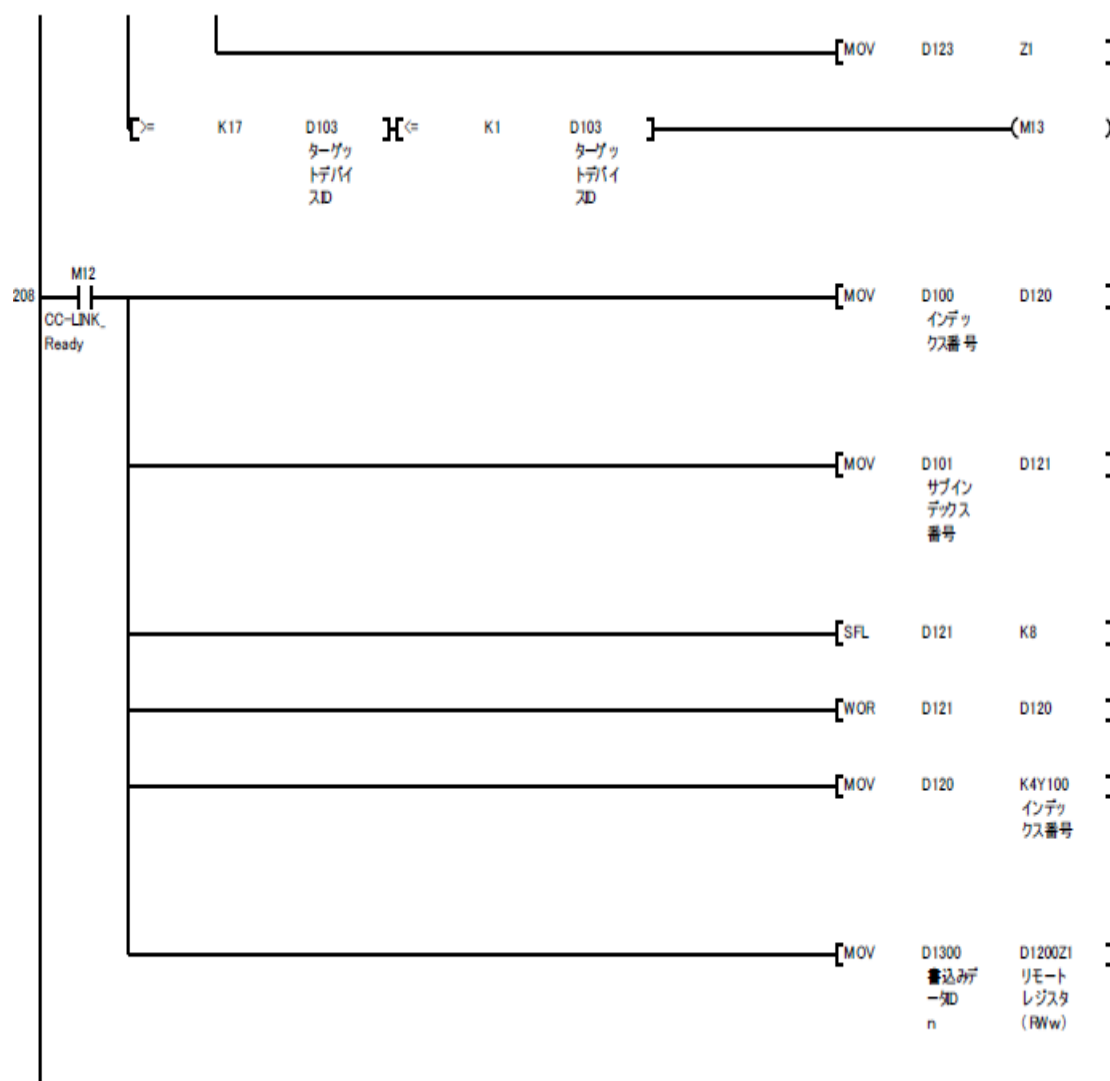 MOV D123 Z1
>= K17 D103 <= K1 D103 M13
ターゲッ ターゲッ
トデバイ トデバイ
スID スID
M12
208 MOV D100 D120
CC-LINK_ インデッ
Ready クス番号
MOV D101 D121
サブイン
デックス
番号
SFL D121 K8
WOR D121 D120
MOV D120 K4Y100
インデッ
クス番号
MOV D1300 D1200Z1
書込みデ リモート
ータID レジスタ
n (RWw)